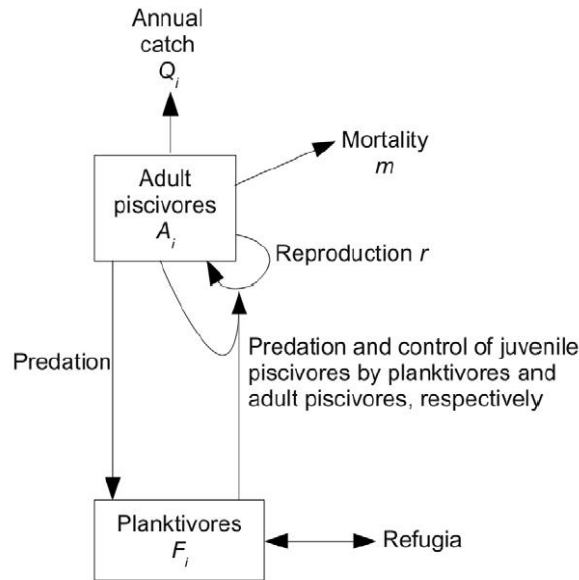 Annual
catch
Q_i
Mortality
m
Adult
piscivores
A_i
Reproduction r
Predation
Predation and control of juvenile
piscivores by planktivores and
adult piscivores, respectively
Planktivores
F_i
Refugia